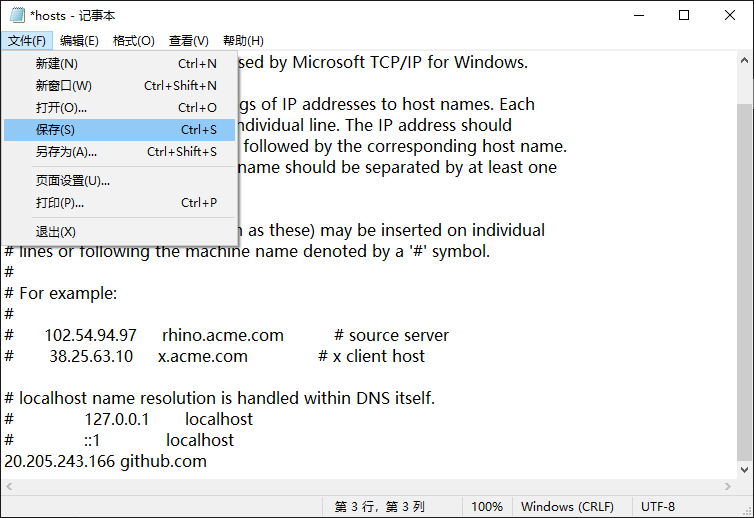 *hosts - 记事本
文件(F) 编辑(E) 格式(O) 查看(V) 帮助(H)
新建(N) Ctrl+N
新窗口(W) Ctrl+Shift+N
打开(O)... Ctrl+O
保存(S) Ctrl+S
另存为(A)... Ctrl+Shift+S
页面设置(U)...
打印(P)... Ctrl+P
退出(X)
sed by Microsoft TCP/IP for Windows.
gs of IP addresses to host names. Each
ndividual line. The IP address should
followed by the corresponding host name.
name should be separated by at least one
n as these) may be inserted on individual
# lines or following the machine name denoted by a '#' symbol.
#
# For example:
#
# 102.54.94.97 rhino.acme.com # source server
# 38.25.63.10 x.acme.com # x client host
# localhost name resolution is handled within DNS itself.
# 127.0.0.1 localhost
# ::1 localhost
20.205.243.166 github.com
第 3 行，第 3 列 100% Windows (CRLF) UTF-8